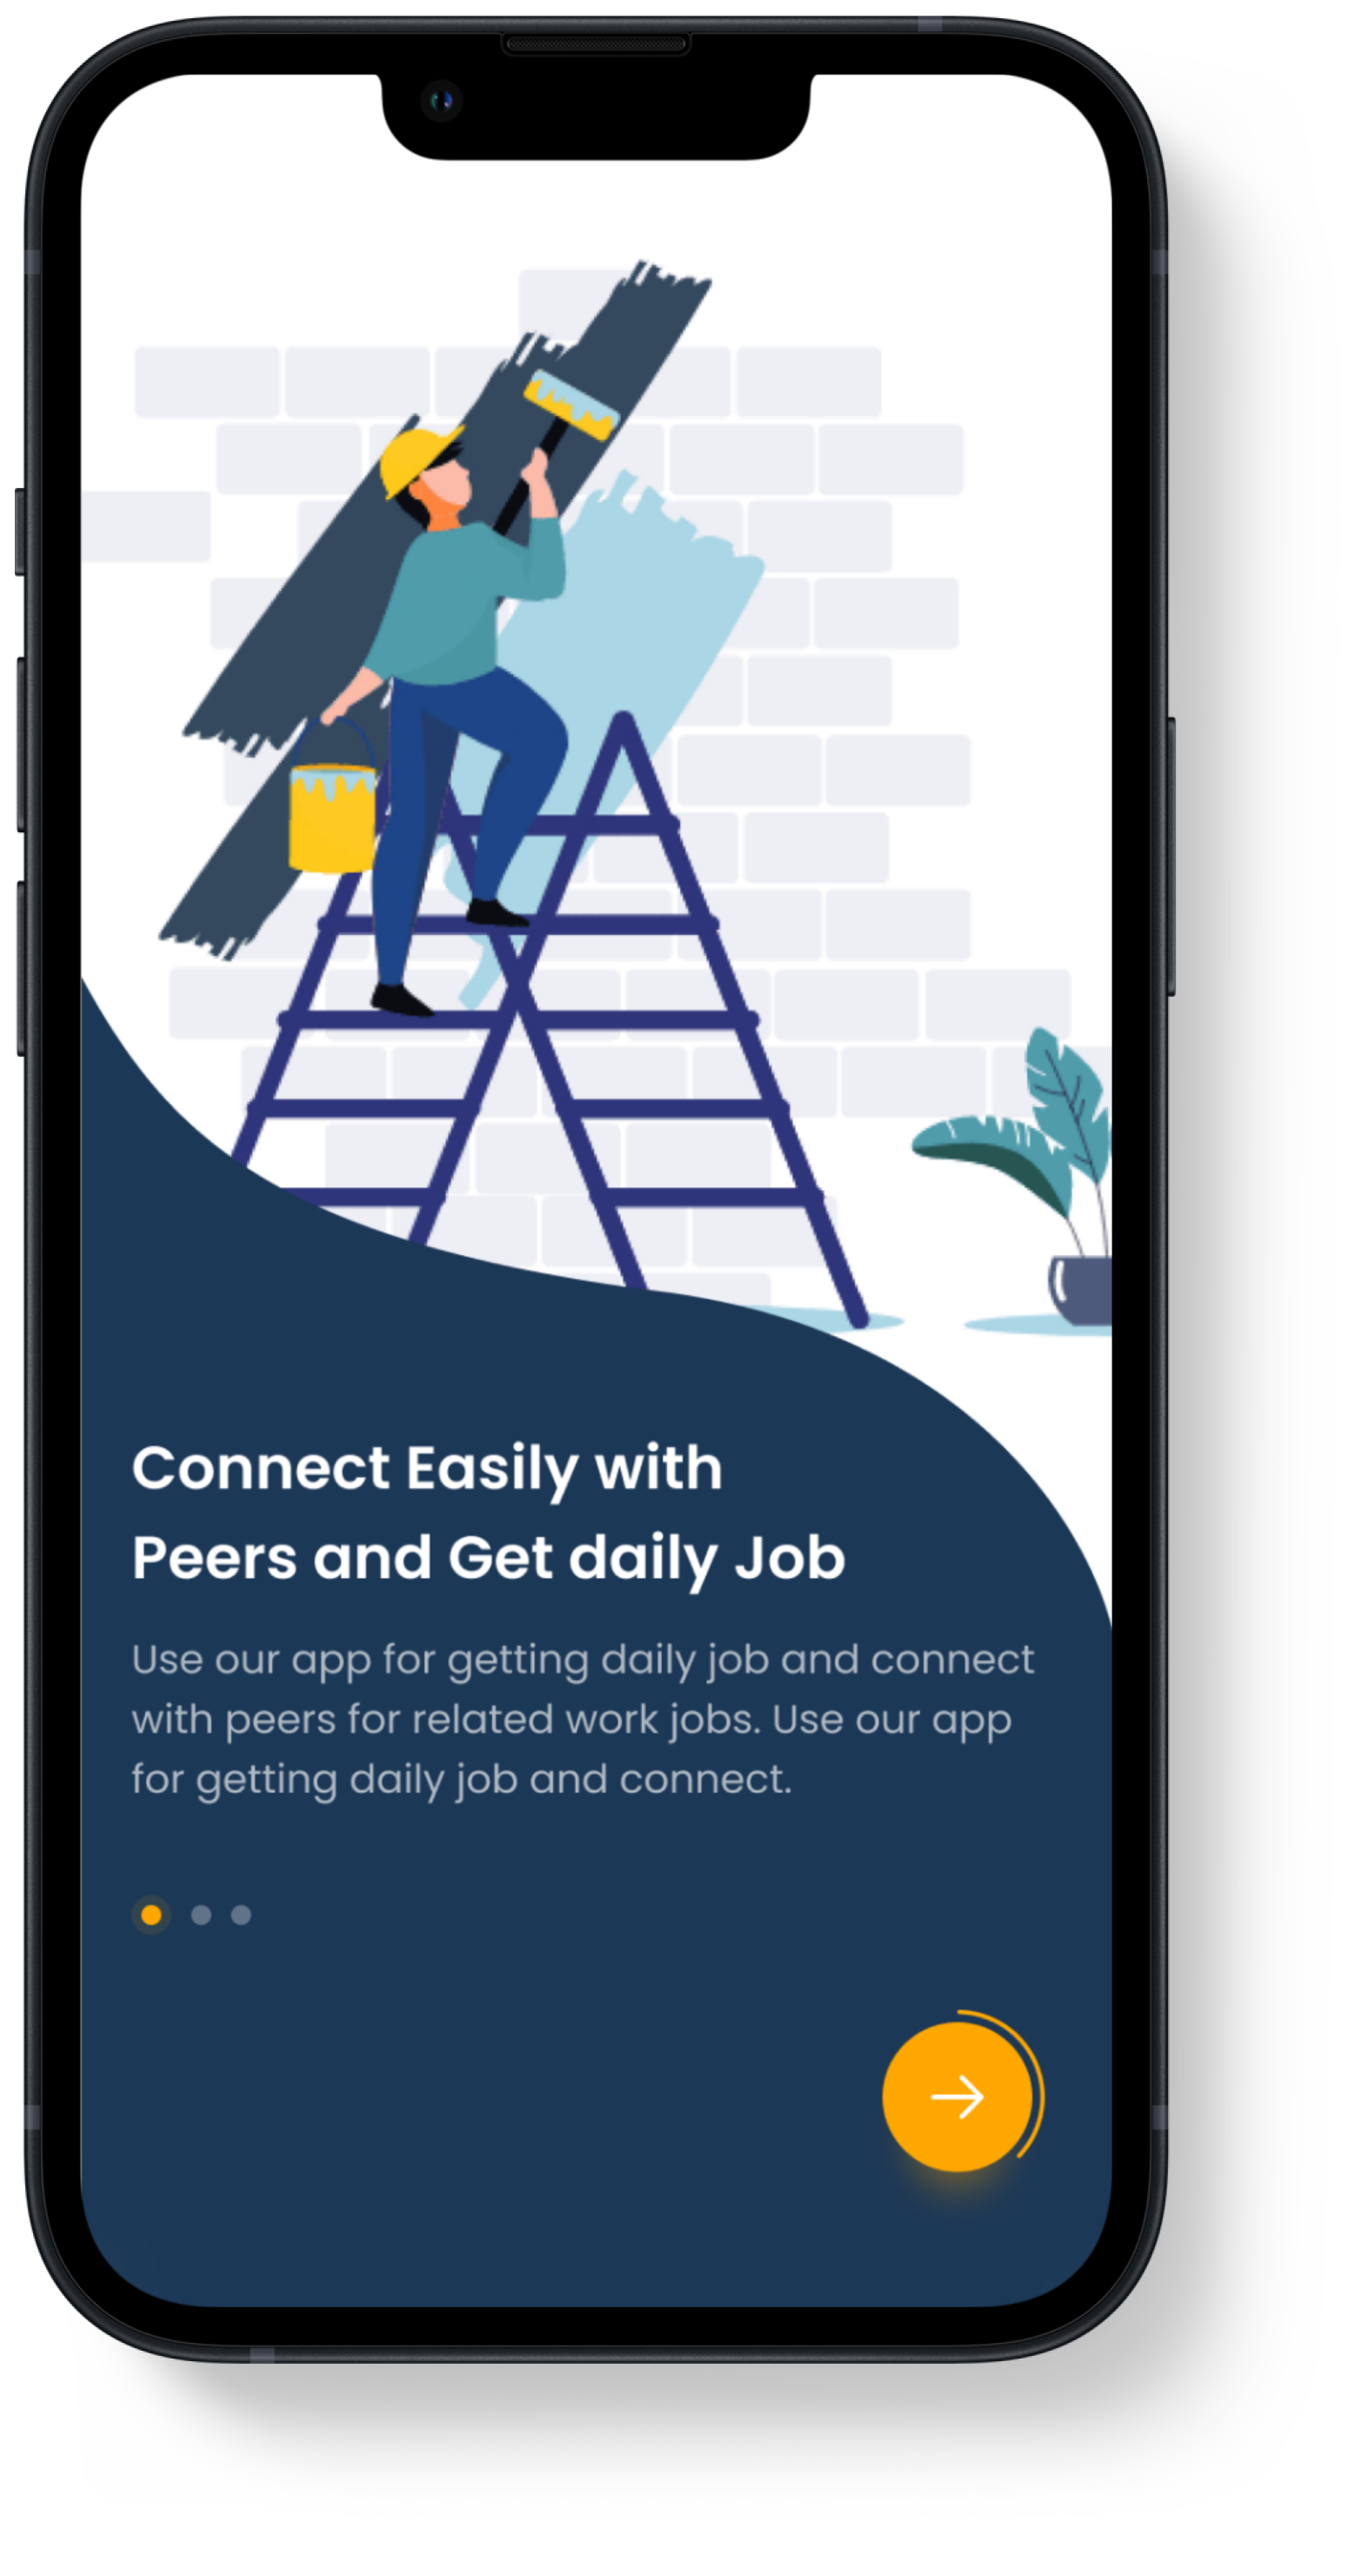 Connect Easily with
Peers and Get daily Job
Use our app for getting daily job and connect
with peers for related work jobs. Use our app
for getting daily job and connect.